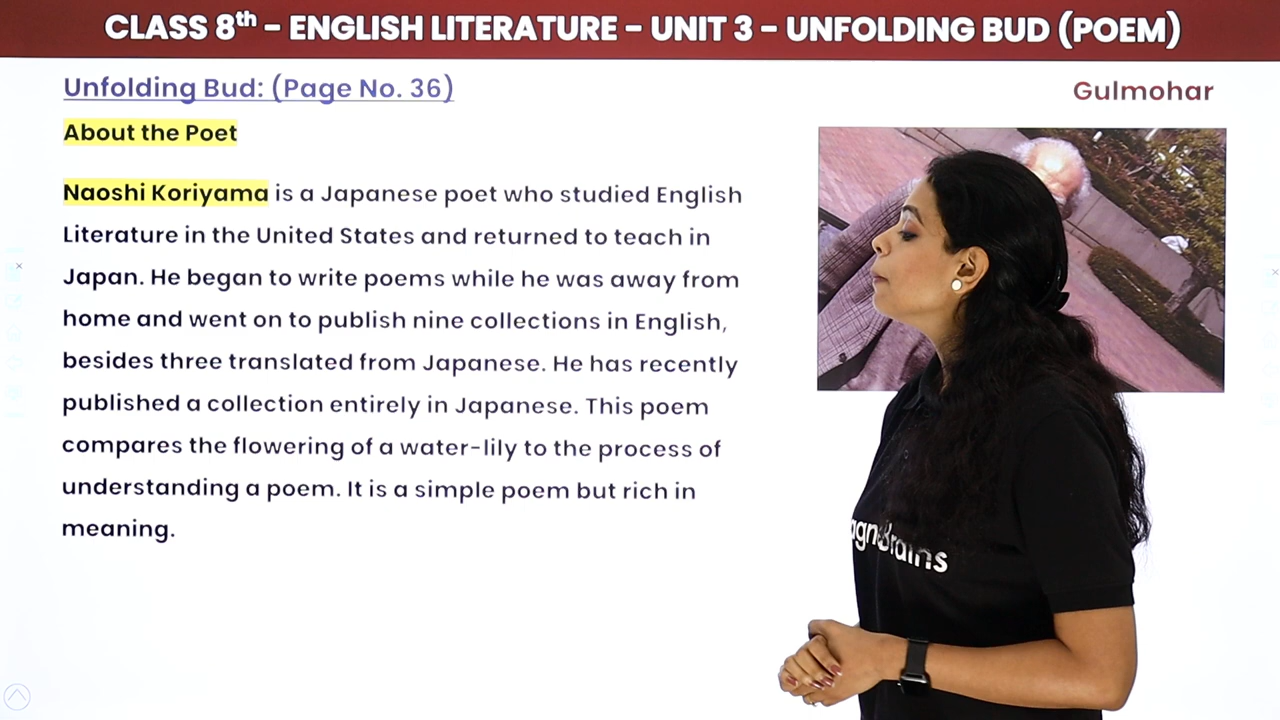 CLASS 8th – ENGLISH LITERATURE – UNIT 3 – UNFOLDING BUD (POEM)
Unfolding Bud: (Page No. 36)
Gulmohar
About the Poet
Naoshi Koriyama is a Japanese poet who studied English
Literature in the United States and returned to teach in
Japan. He began to write poems while he was away from
home and went on to publish nine collections in English,
besides three translated from Japanese. He has recently
published a collection entirely in Japanese. This poem
compares the flowering of a water-lily to the process of
understanding a poem. It is a simple poem but rich in
meaning.
agnetBrains